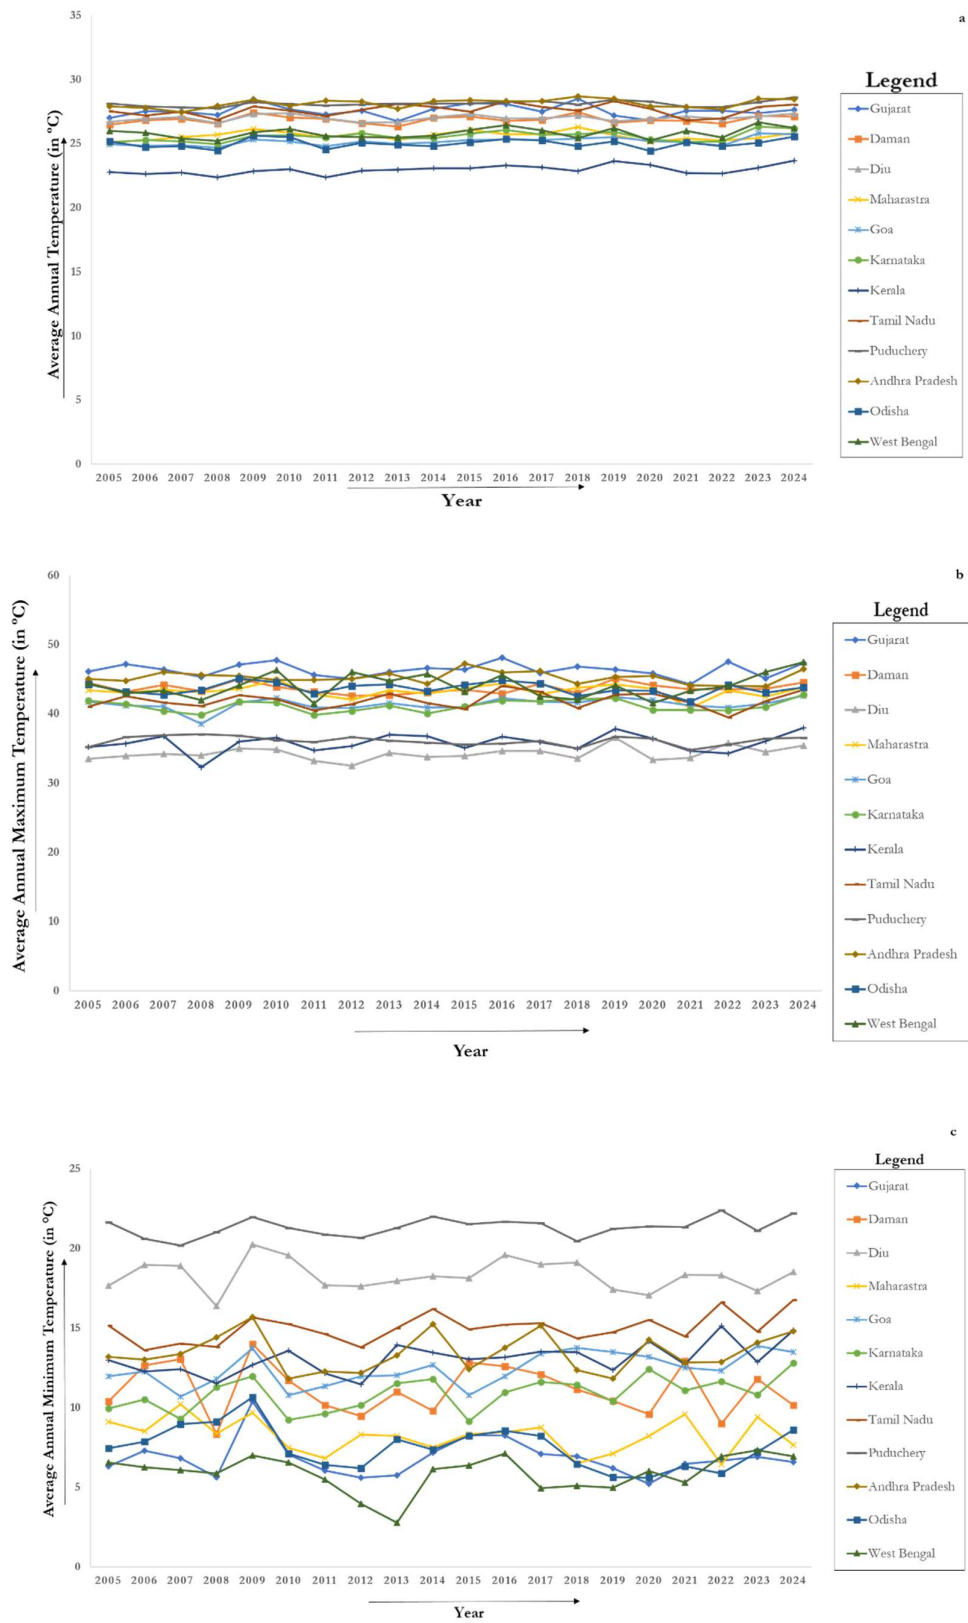 a
35
30
25
20
15
10
5
0
Average Annual Temperature (in °C)
2005 2006 2007 2008 2009 2010 2011 2012 2013 2014 2015 2016 2017 2018 2019 2020 2021 2022 2023 2024
Year
Legend
Gujarat
Daman
Diu
Maharastra
Goa
Karnataka
Kerala
Tamil Nadu
Puduchery
Andhra Pradesh
Odisha
West Bengal
b
60
50
40
30
20
10
0
Average Annual Maximum Temperature (in °C)
2005 2006 2007 2008 2009 2010 2011 2012 2013 2014 2015 2016 2017 2018 2019 2020 2021 2022 2023 2024
Year
Legend
Gujarat
Daman
Diu
Maharastra
Goa
Karnataka
Kerala
Tamil Nadu
Puduchery
Andhra Pradesh
Odisha
West Bengal
c
25
20
15
10
5
0
Average Annual Minimum Temperature (in °C)
2005 2006 2007 2008 2009 2010 2011 2012 2013 2014 2015 2016 2017 2018 2019 2020 2021 2022 2023 2024
Year
Legend
Gujarat
Daman
Diu
Maharastra
Goa
Karnataka
Kerala
Tamil Nadu
Puduchery
Andhra Pradesh
Odisha
West Bengal